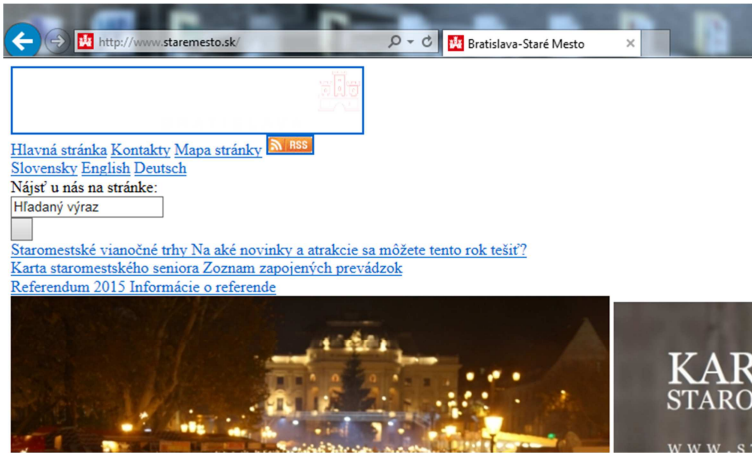 http://www.staremesto.sk/
Bratislava-Staré Mesto
Hlavná stránka Kontakty Mapa stránky RSS
Slovensky English Deutsch
Nájsť u nás na stránke:
Hľadaný výraz
Staromestské vianočné trhy Na aké novinky a atrakcie sa môžete tento rok tešiť?
Karta staromestského seniora Zoznam zapojených prevádzok
Referendum 2015 Informácie o referende
KAR
STARO
www.s